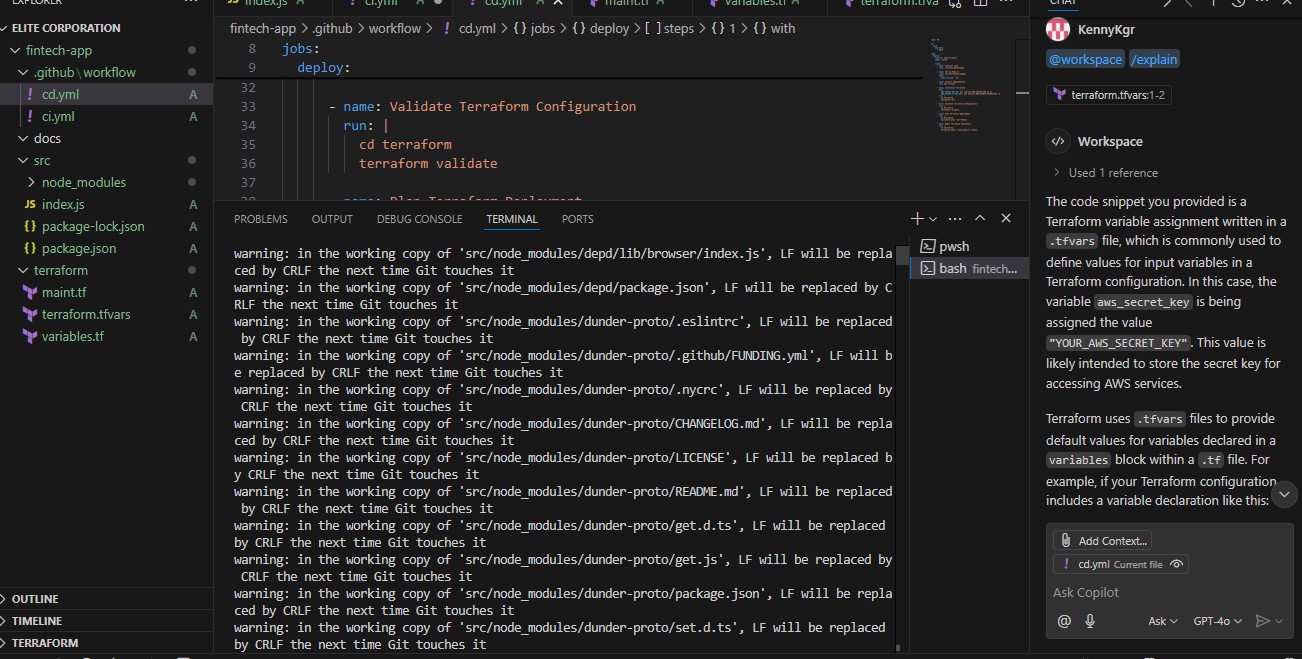 EXPLORER
index.js A
ci.yml A
cd.yml A
maint.tf A
variables.tf A
terraform.tfva
ELITE CORPORATION
fintech-app
.github\workflow
cd.yml A
ci.yml A
docs
src
node_modules
JS index.js A
{} package-lock.json A
{} package.json A
terraform
maint.tf A
terraform.tfvars A
variables.tf A
OUTLINE
TIMELINE
TERRAFORM
fintech-app > .github > workflow > ! cd.yml > {} jobs > {} deploy > [ ] steps > {} 1 > {} with
8 jobs:
9 deploy:
32
33 - name: Validate Terraform Configuration
34 run: |
35 cd terraform
36 terraform validate
37
38 name: Plan Terraform Deployment
PROBLEMS OUTPUT DEBUG CONSOLE TERMINAL PORTS
warning: in the working copy of 'src/node_modules/depd/lib/browser/index.js', LF will be repla
ced by CRLF the next time Git touches it
warning: in the working copy of 'src/node_modules/depd/package.json', LF will be replaced by C
RLF the next time Git touches it
warning: in the working copy of 'src/node_modules/dunder-proto/.eslintrc', LF will be replaced
 by CRLF the next time Git touches it
warning: in the working copy of 'src/node_modules/dunder-proto/.github/FUNDING.yml', LF will b
e replaced by CRLF the next time Git touches it
warning: in the working copy of 'src/node_modules/dunder-proto/.nycrc', LF will be replaced by
 CRLF the next time Git touches it
warning: in the working copy of 'src/node_modules/dunder-proto/CHANGELOG.md', LF will be repla
ced by CRLF the next time Git touches it
warning: in the working copy of 'src/node_modules/dunder-proto/LICENSE', LF will be replaced b
y CRLF the next time Git touches it
warning: in the working copy of 'src/node_modules/dunder-proto/README.md', LF will be replaced
 by CRLF the next time Git touches it
warning: in the working copy of 'src/node_modules/dunder-proto/get.d.ts', LF will be replaced
by CRLF the next time Git touches it
warning: in the working copy of 'src/node_modules/dunder-proto/get.js', LF will be replaced by
 CRLF the next time Git touches it
warning: in the working copy of 'src/node_modules/dunder-proto/package.json', LF will be repla
ced by CRLF the next time Git touches it
warning: in the working copy of 'src/node_modules/dunder-proto/set.d.ts', LF will be replaced
by CRLF the next time Git touches it
pwsh
bash fintech...
CHAT
KennyKgr
@workspace /explain
terraform.tfvars:1-2
Workspace
> Used 1 reference
The code snippet you provided is a
Terraform variable assignment written in a
.tfvars file, which is commonly used to
define values for input variables in a
Terraform configuration. In this case, the
variable aws_secret_key is being
assigned the value
"YOUR_AWS_SECRET_KEY". This value is
likely intended to store the secret key for
accessing AWS services.
Terraform uses .tfvars files to provide
default values for variables declared in a
variables block within a .tf file. For
example, if your Terraform configuration
includes a variable declaration like this:
Add Context...
! cd.yml Current file
Ask Copilot
@ Ask GPT-4o